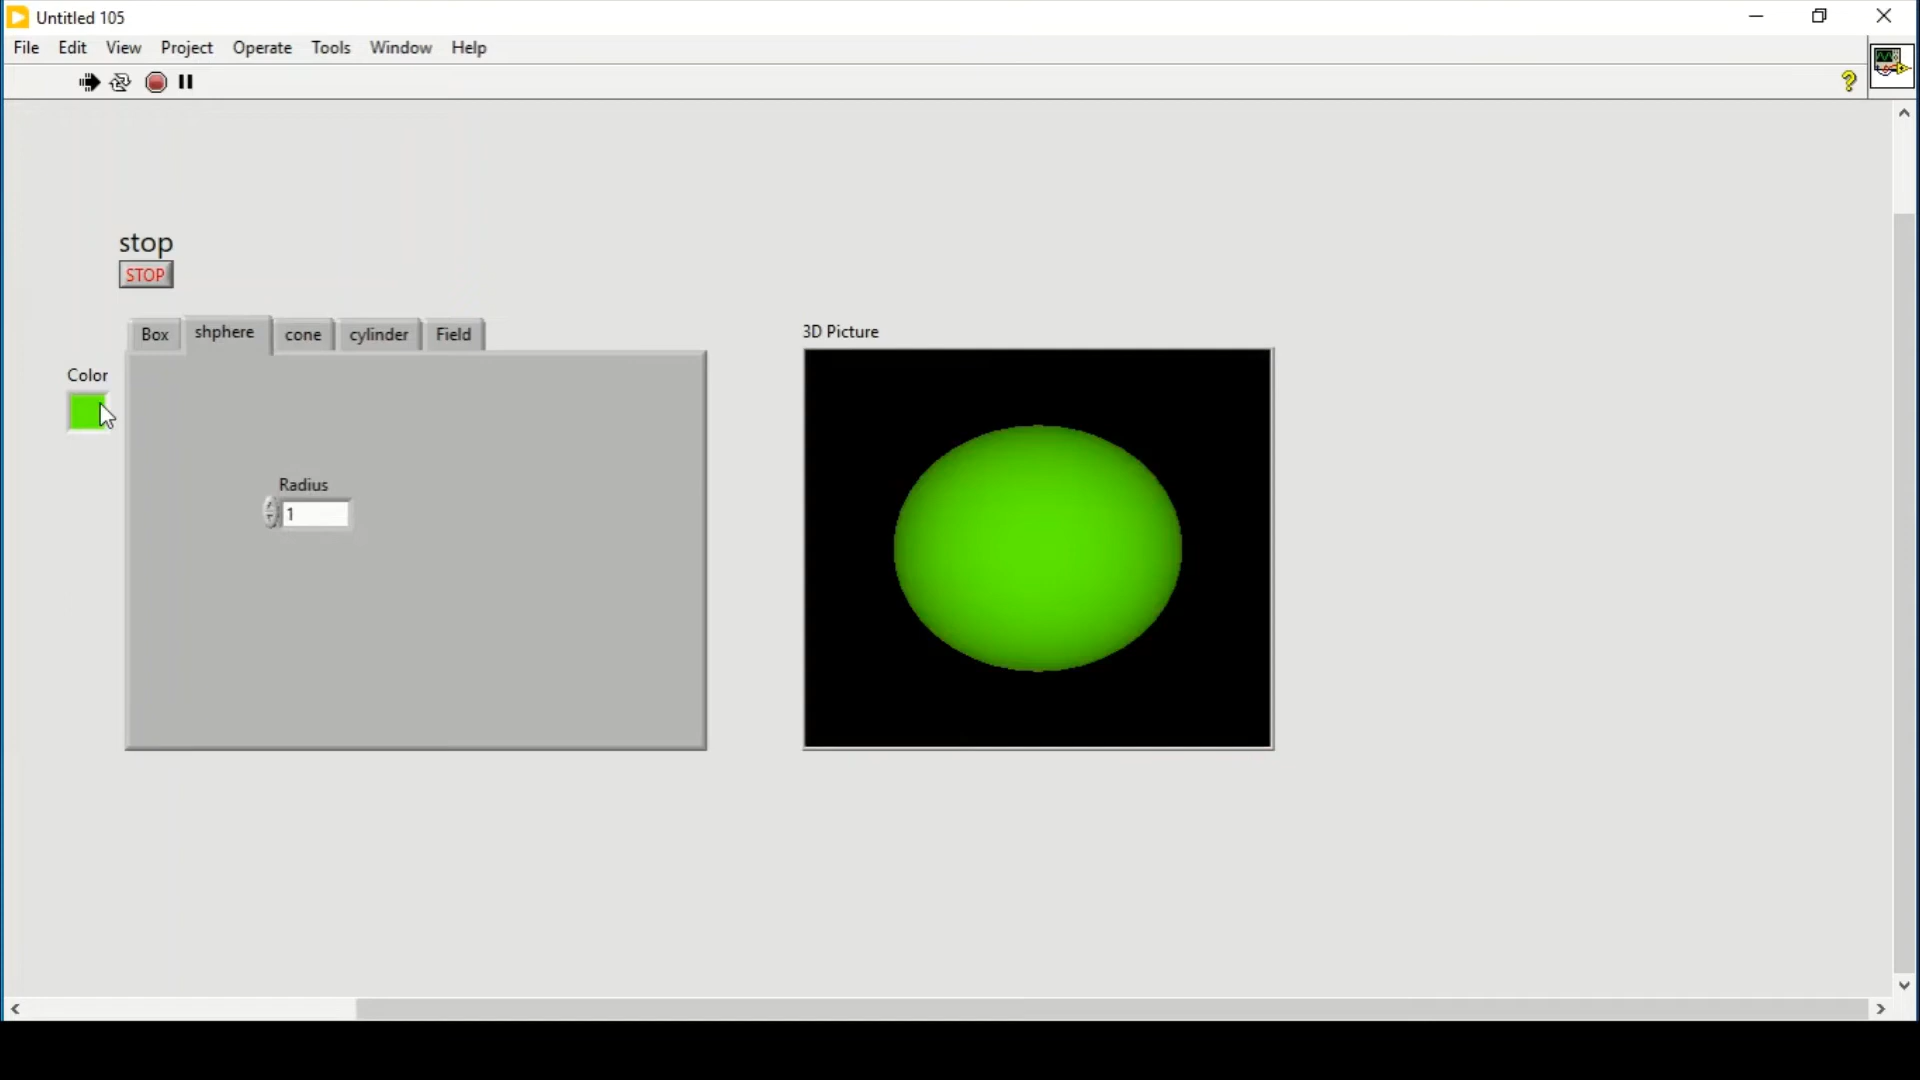 Untitled 105
File Edit View Project Operate Tools Window Help
?
stop
STOP
Box shphere cone cylinder Field
3D Picture
Color
Radius
1